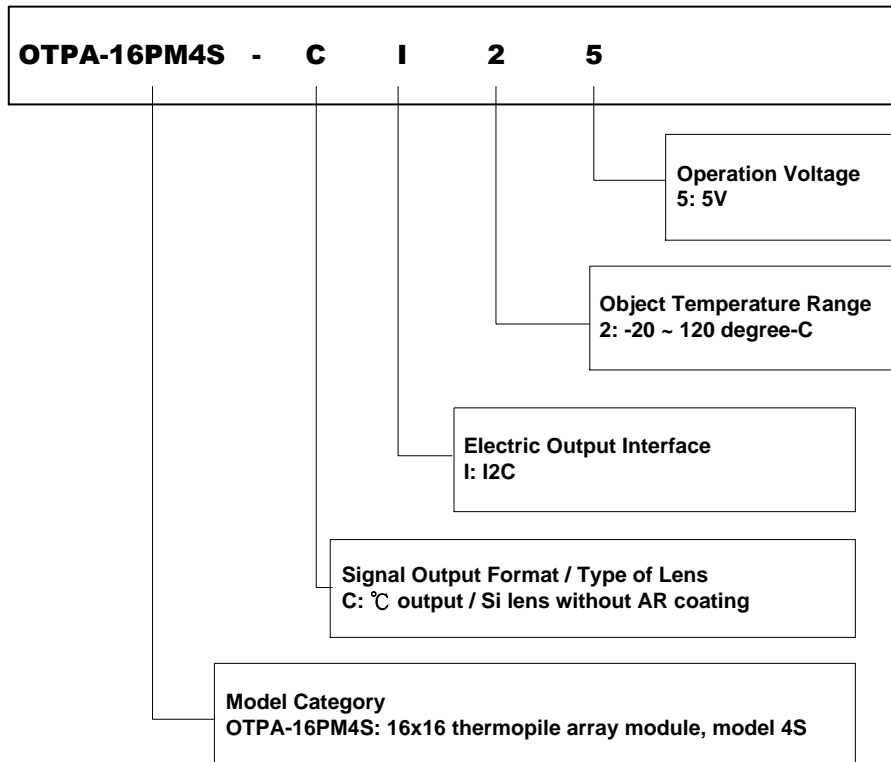 OTPA-16PM4S - C I 2 5
Operation Voltage
5: 5V
Object Temperature Range
2: -20 ~ 120 degree-C
Electric Output Interface
I: I2C
Signal Output Format / Type of Lens
C: ℃ output / Si lens without AR coating
Model Category
OTPA-16PM4S: 16x16 thermopile array module, model 4S